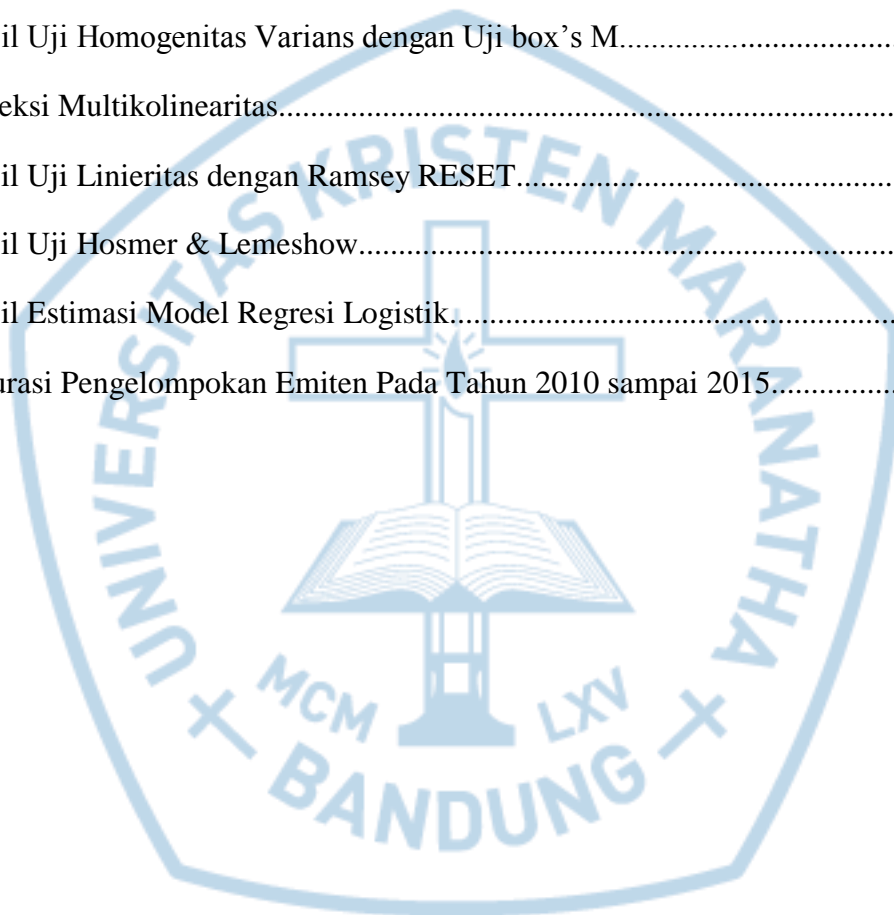 il Uji Homogenitas Varians dengan Uji box’s M......................................
eksi Multikolinearitas....................................................................................
il Uji Linieritas dengan Ramsey RESET....................................................
il Uji Hosmer & Lemeshow..........................................................................
il Estimasi Model Regresi Logistik.............................................................
urasi Pengelompokan Emiten Pada Tahun 2010 sampai 2015.................
UNIVERSITAS KRISTEN MARANATHA
MCM LXV
BANDUNG